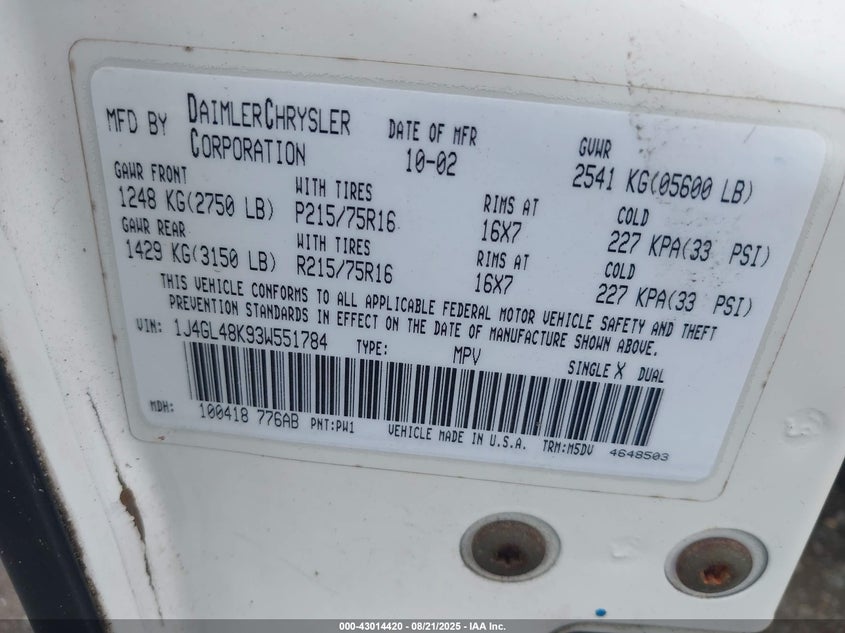 MFD BY DAIMLERCHRYSLER CORPORATION
DATE OF MFR 10-02
GVWR 2541 KG(05600 LB)
GAWR FRONT WITH TIRES RIMS AT COLD
1248 KG(2750 LB) P215/75R16 16X7 227 KPA(33 PSI)
GAWR REAR WITH TIRES RIMS AT COLD
1429 KG(3150 LB) R215/75R16 16X7 227 KPA(33 PSI)
THIS VEHICLE CONFORMS TO ALL APPLICABLE FEDERAL MOTOR VEHICLE SAFETY AND THEFT
PREVENTION STANDARDS IN EFFECT ON THE DATE OF MANUFACTURE SHOWN ABOVE.
VIN: 1J4GL48K93W551784 TYPE: MPV SINGLE X DUAL
MDH: 100418 776AB PNT:PW1 VEHICLE MADE IN U.S.A. TRM:M5DV 4648503
000-43014420 - 08/21/2025 - IAA Inc.